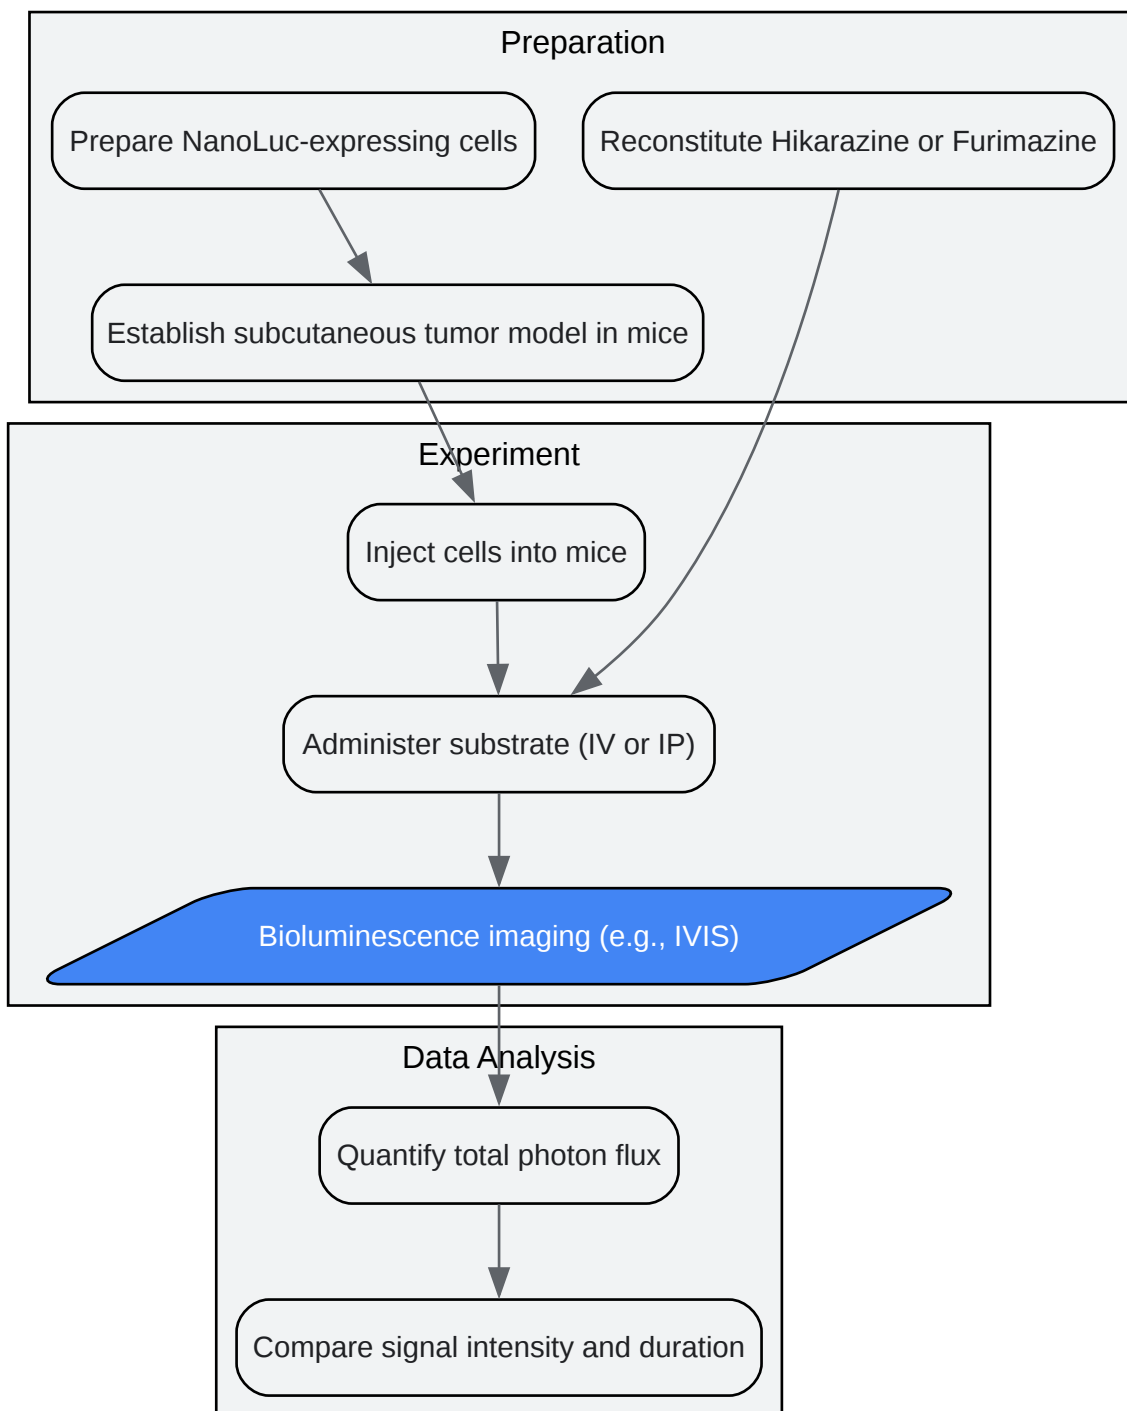 Preparation
Prepare NanoLuc-expressing cells
Reconstitute Hikarazine or Furimazine
Establish subcutaneous tumor model in mice
Experiment
Inject cells into mice
Administer substrate (IV or IP)
Bioluminescence imaging (e.g., IVIS)
Data Analysis
Quantify total photon flux
Compare signal intensity and duration